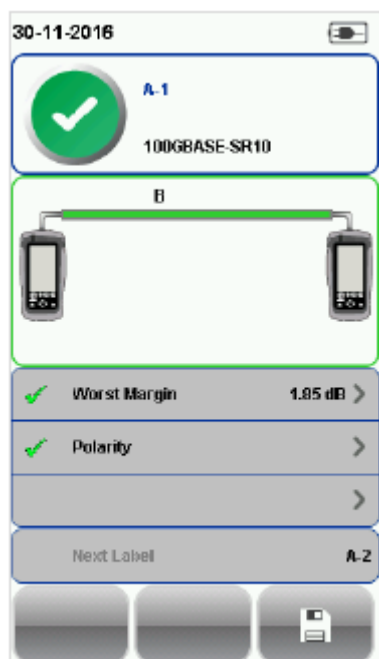 30-11-2016
A-1
100GBASE-SR10
B
Worst Margin 1.85 dB
Polarity
Next Label A-2